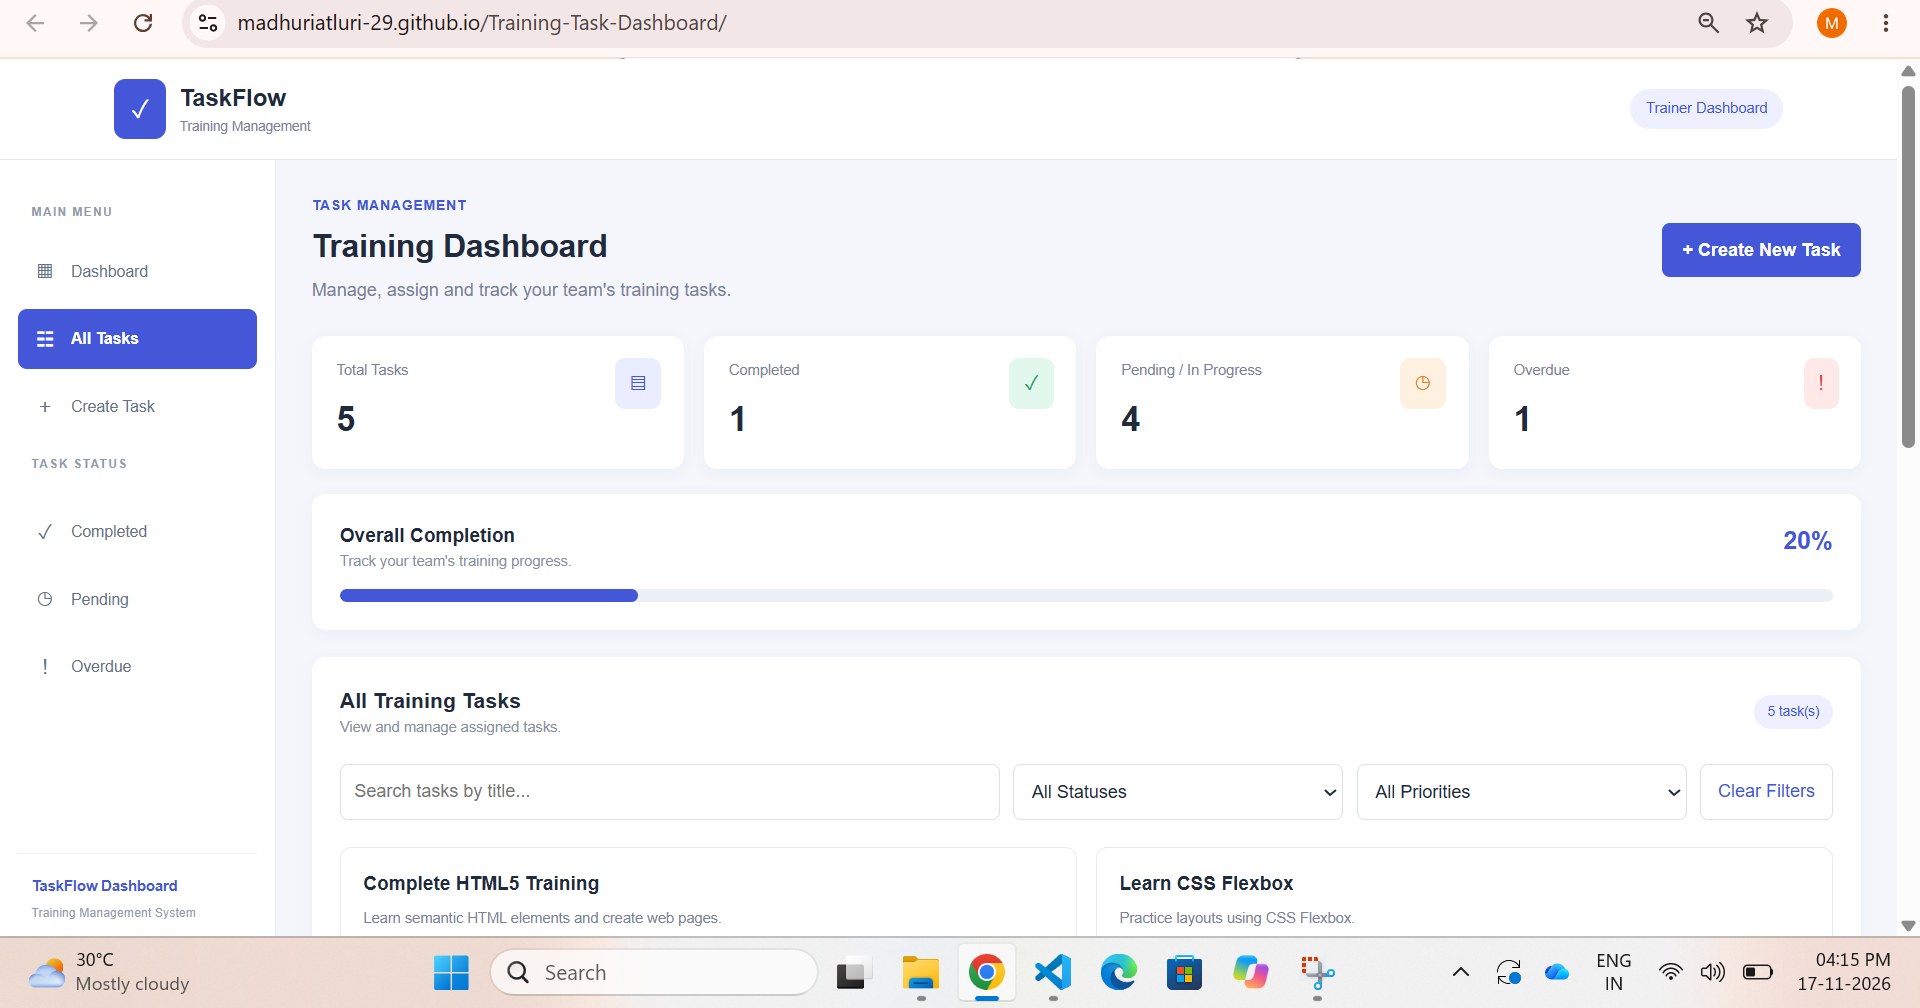 madhuriatluri-29.github.io/Training-Task-Dashboard/
M
TaskFlow
Training Management
Trainer Dashboard
MAIN MENU
Dashboard
All Tasks
+ Create Task
TASK STATUS
✓ Completed
Pending
! Overdue
TaskFlow Dashboard
Training Management System
TASK MANAGEMENT
Training Dashboard
Manage, assign and track your team's training tasks.
+ Create New Task
Total Tasks
5
Completed
1
Pending / In Progress
4
Overdue
1
Overall Completion
Track your team's training progress.
20%
All Training Tasks
View and manage assigned tasks.
5 task(s)
Search tasks by title...
All Statuses
All Priorities
Clear Filters
Complete HTML5 Training
Learn semantic HTML elements and create web pages.
Learn CSS Flexbox
Practice layouts using CSS Flexbox.
30°C
Mostly cloudy
Search
ENG
IN
04:15 PM
17-11-2026